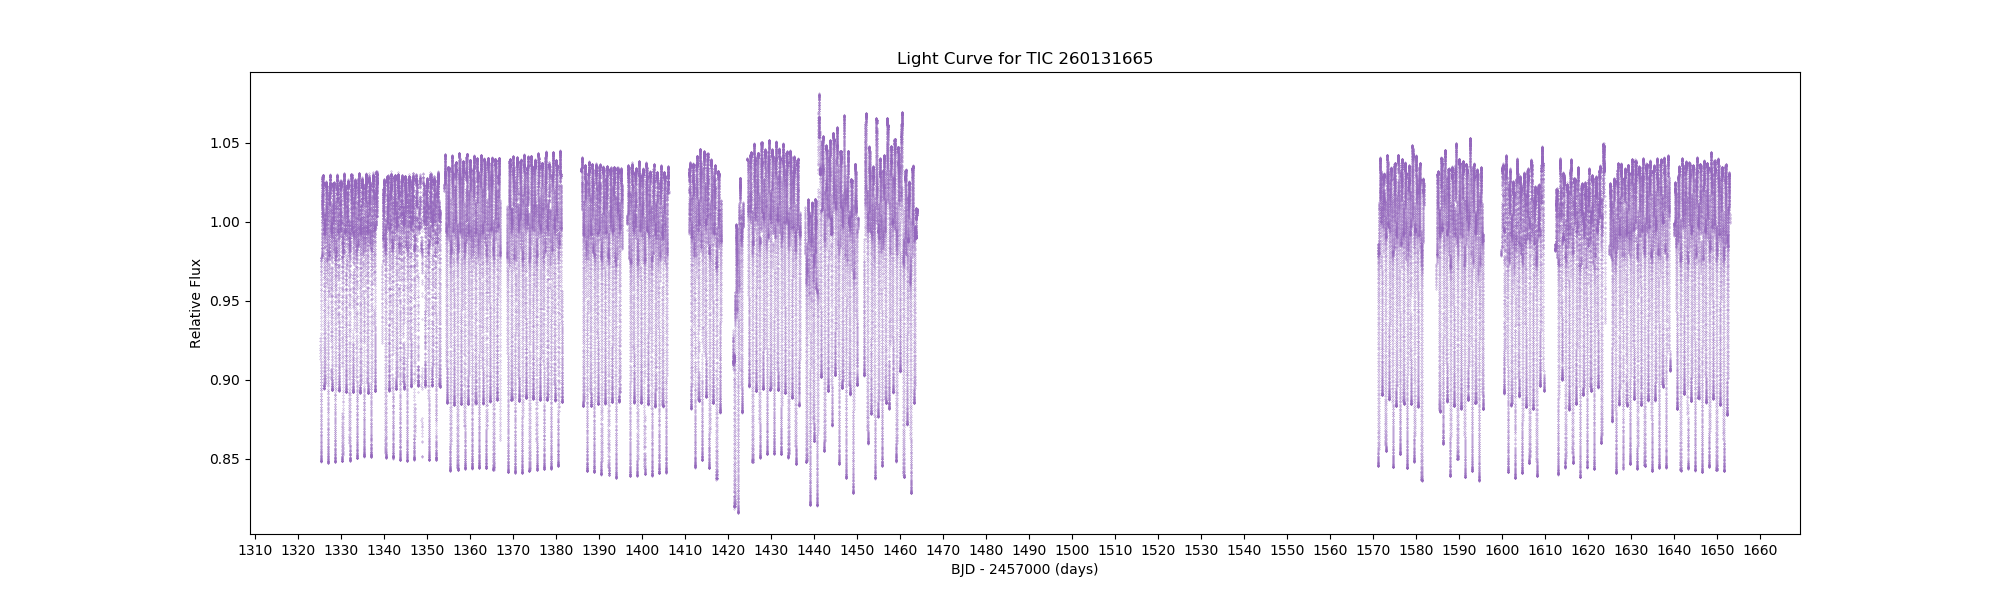 Light Curve for TIC 260131665
Relative Flux
1.05
1.00
0.95
0.90
0.85
1310 1320 1330 1340 1350 1360 1370 1380 1390 1400 1410 1420 1430 1440 1450 1460 1470 1480 1490 1500 1510 1520 1530 1540 1550 1560 1570 1580 1590 1600 1610 1620 1630 1640 1650 1660
BJD - 2457000 (days)